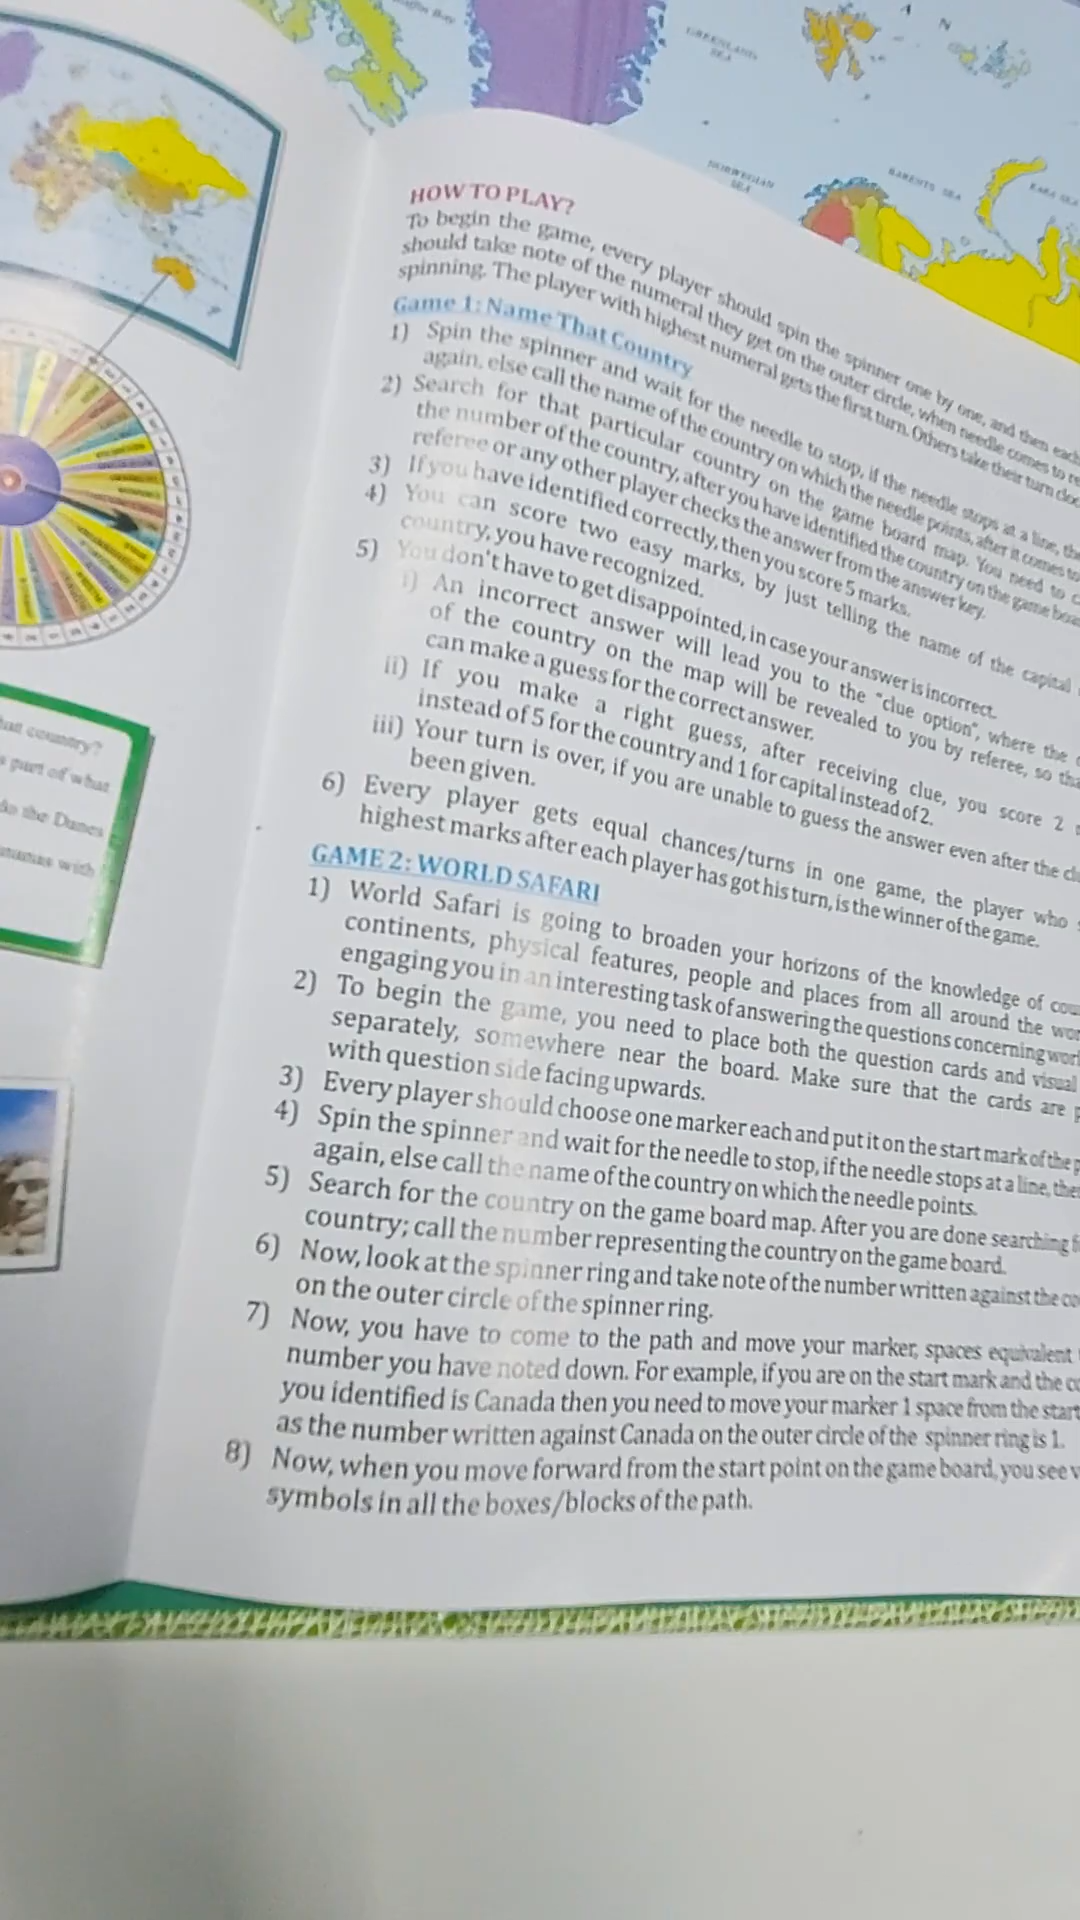 GREENLAND
SEA
NORWEGIAN
SEA
BARENTS SEA
KARA SEA
A N
country?
part of what
the Danes
with
HOW TO PLAY?
To begin the game, every player should spin the spinner one by one, and then each
should take note of the numeral they get on the outer circle, when needle comes to
spinning. The player with highest numeral gets the first turn. Others take their turn
Game 1: Name That Country
1) Spin the spinner and wait for the needle to stop, if the needle stops at a line,
again, else call the name of the country on which the needle points, after it comes to
2) Search for that particular country on the game board map. You need to
the number of the country, after you have identified the country on the game
referee or any other player checks the answer from the answer key.
3) If you have identified correctly, then you score 5 marks.
4) You can score two easy marks, by just telling the name of the capital
country, you have recognized.
5) You don't have to get disappointed, in case your answer is incorrect.
i) An incorrect answer will lead you to the "clue option", where the
of the country on the map will be revealed to you by referee, so
can make a guess for the correct answer.
ii) If you make a right guess, after receiving clue, you score 2
instead of 5 for the country and 1 for capital instead of 2.
iii) Your turn is over, if you are unable to guess the answer even after the
been given.
6) Every player gets equal chances/turns in one game, the player who
highest marks after each player has got his turn, is the winner of the game.
GAME 2: WORLD SAFARI
1) World Safari is going to broaden your horizons of the knowledge of
continents, physical features, people and places from all around the
engaging you in an interesting task of answering the questions concerning
2) To begin the game, you need to place both the question cards and visual
separately, somewhere near the board. Make sure that the cards are
with question side facing upwards.
3) Every player should choose one marker each and put it on the start mark of the
4) Spin the spinner and wait for the needle to stop, if the needle stops at a line,
again, else call the name of the country on which the needle points.
5) Search for the country on the game board map. After you are done searching
country; call the number representing the country on the game board.
6) Now, look at the spinner ring and take note of the number written against the
on the outer circle of the spinner ring.
7) Now, you have to come to the path and move your marker, spaces equivalent
number you have noted down. For example, if you are on the start mark and the
you identified is Canada then you need to move your marker 1 space from the start
as the number written against Canada on the outer circle of the spinner ring is 1.
8) Now, when you move forward from the start point on the game board, you see
symbols in all the boxes/blocks of the path.